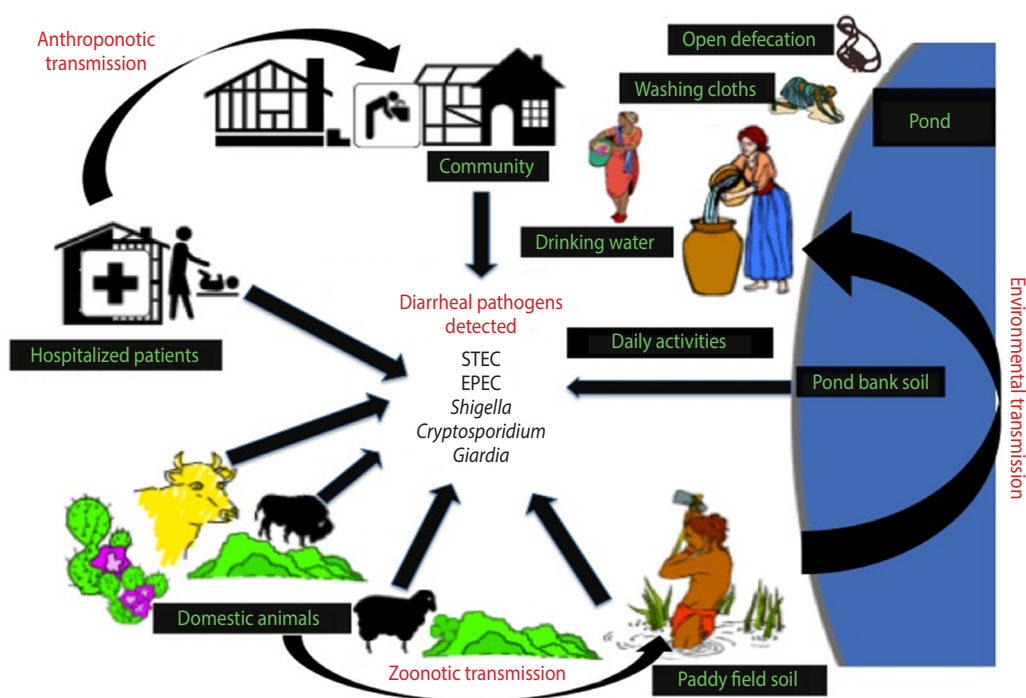 Anthroponotic
transmission
Open defecation
Washing cloths
Pond
Community
Drinking water
Hospitalized patients
Diarrheal pathogens
detected
STEC
EPEC
Shigella
Cryptosporidium
Giardia
Daily activities
Pond bank soil
Environmental transmission
Domestic animals
Zoonotic transmission
Paddy field soil